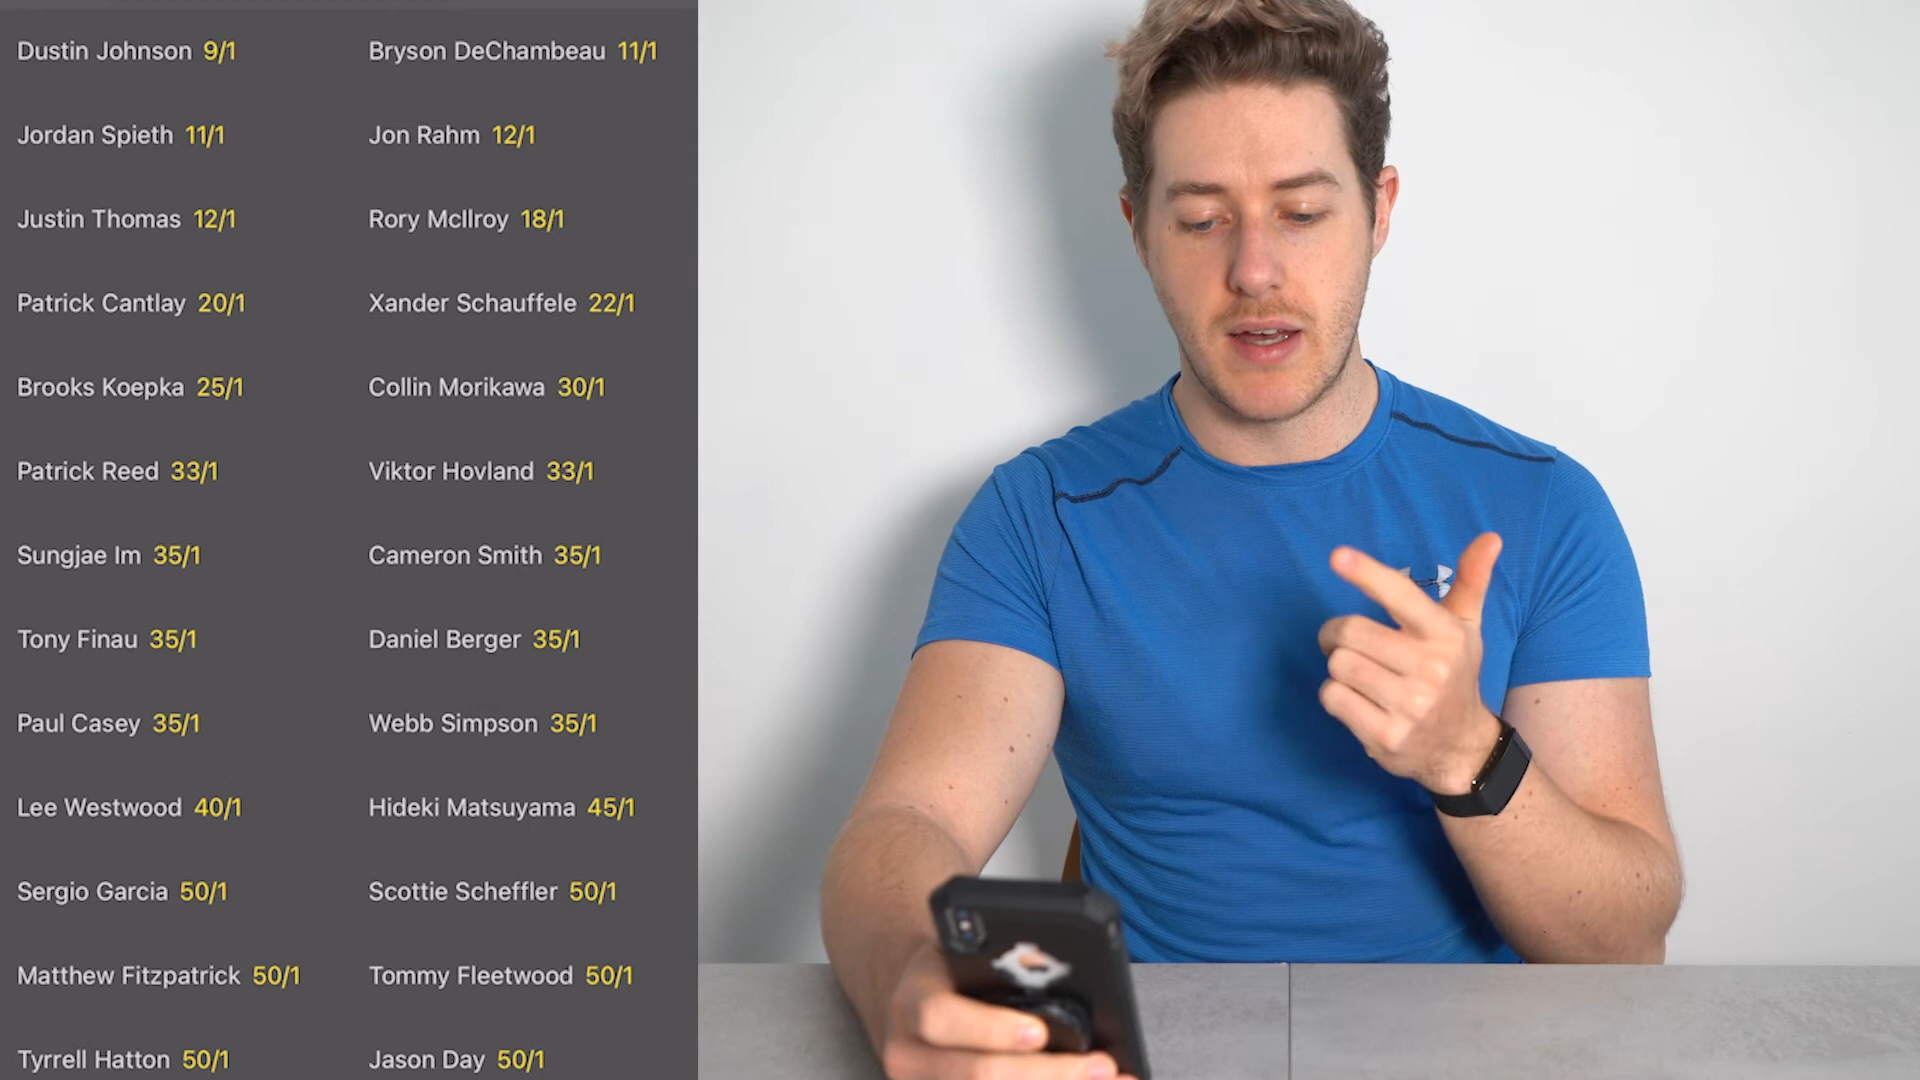 Dustin Johnson 9/1 Bryson DeChambeau 11/1
Jordan Spieth 11/1 Jon Rahm 12/1
Justin Thomas 12/1 Rory McIlroy 18/1
Patrick Cantlay 20/1 Xander Schauffele 22/1
Brooks Koepka 25/1 Collin Morikawa 30/1
Patrick Reed 33/1 Viktor Hovland 33/1
Sungjae Im 35/1 Cameron Smith 35/1
Tony Finau 35/1 Daniel Berger 35/1
Paul Casey 35/1 Webb Simpson 35/1
Lee Westwood 40/1 Hideki Matsuyama 45/1
Sergio Garcia 50/1 Scottie Scheffler 50/1
Matthew Fitzpatrick 50/1 Tommy Fleetwood 50/1
Tyrrell Hatton 50/1 Jason Day 50/1